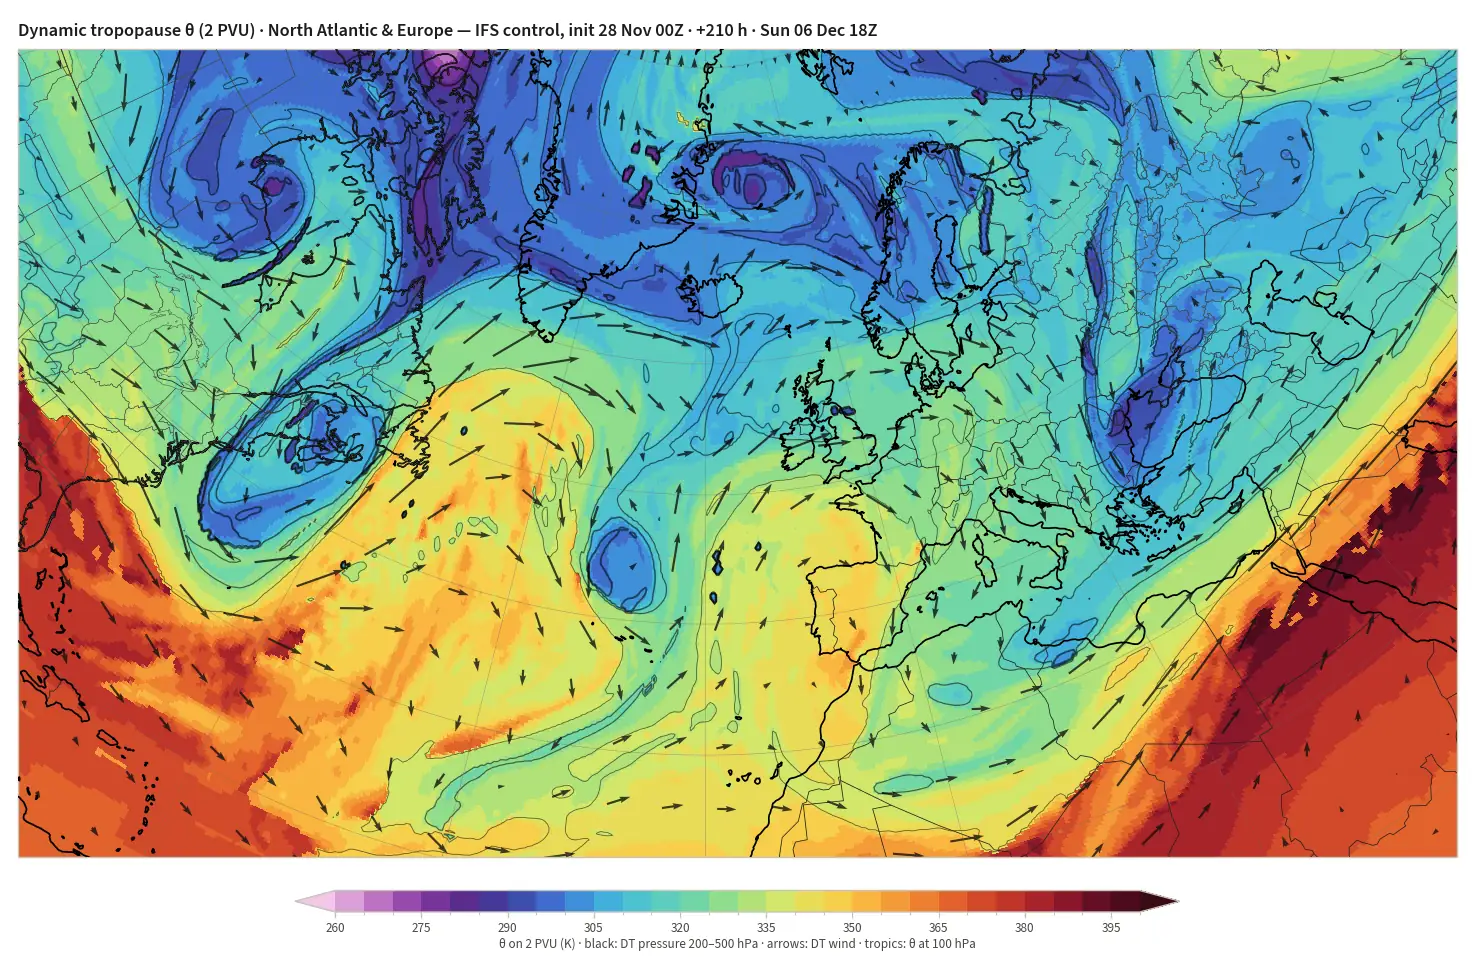 Dynamic tropopause θ (2 PVU) · North Atlantic & Europe — IFS control, init 28 Nov 00Z · +210 h · Sun 06 Dec 18Z
260 275 290 305 320 335 350 365 380 395
θ on 2 PVU (K) · black: DT pressure 200–500 hPa · arrows: DT wind · tropics: θ at 100 hPa